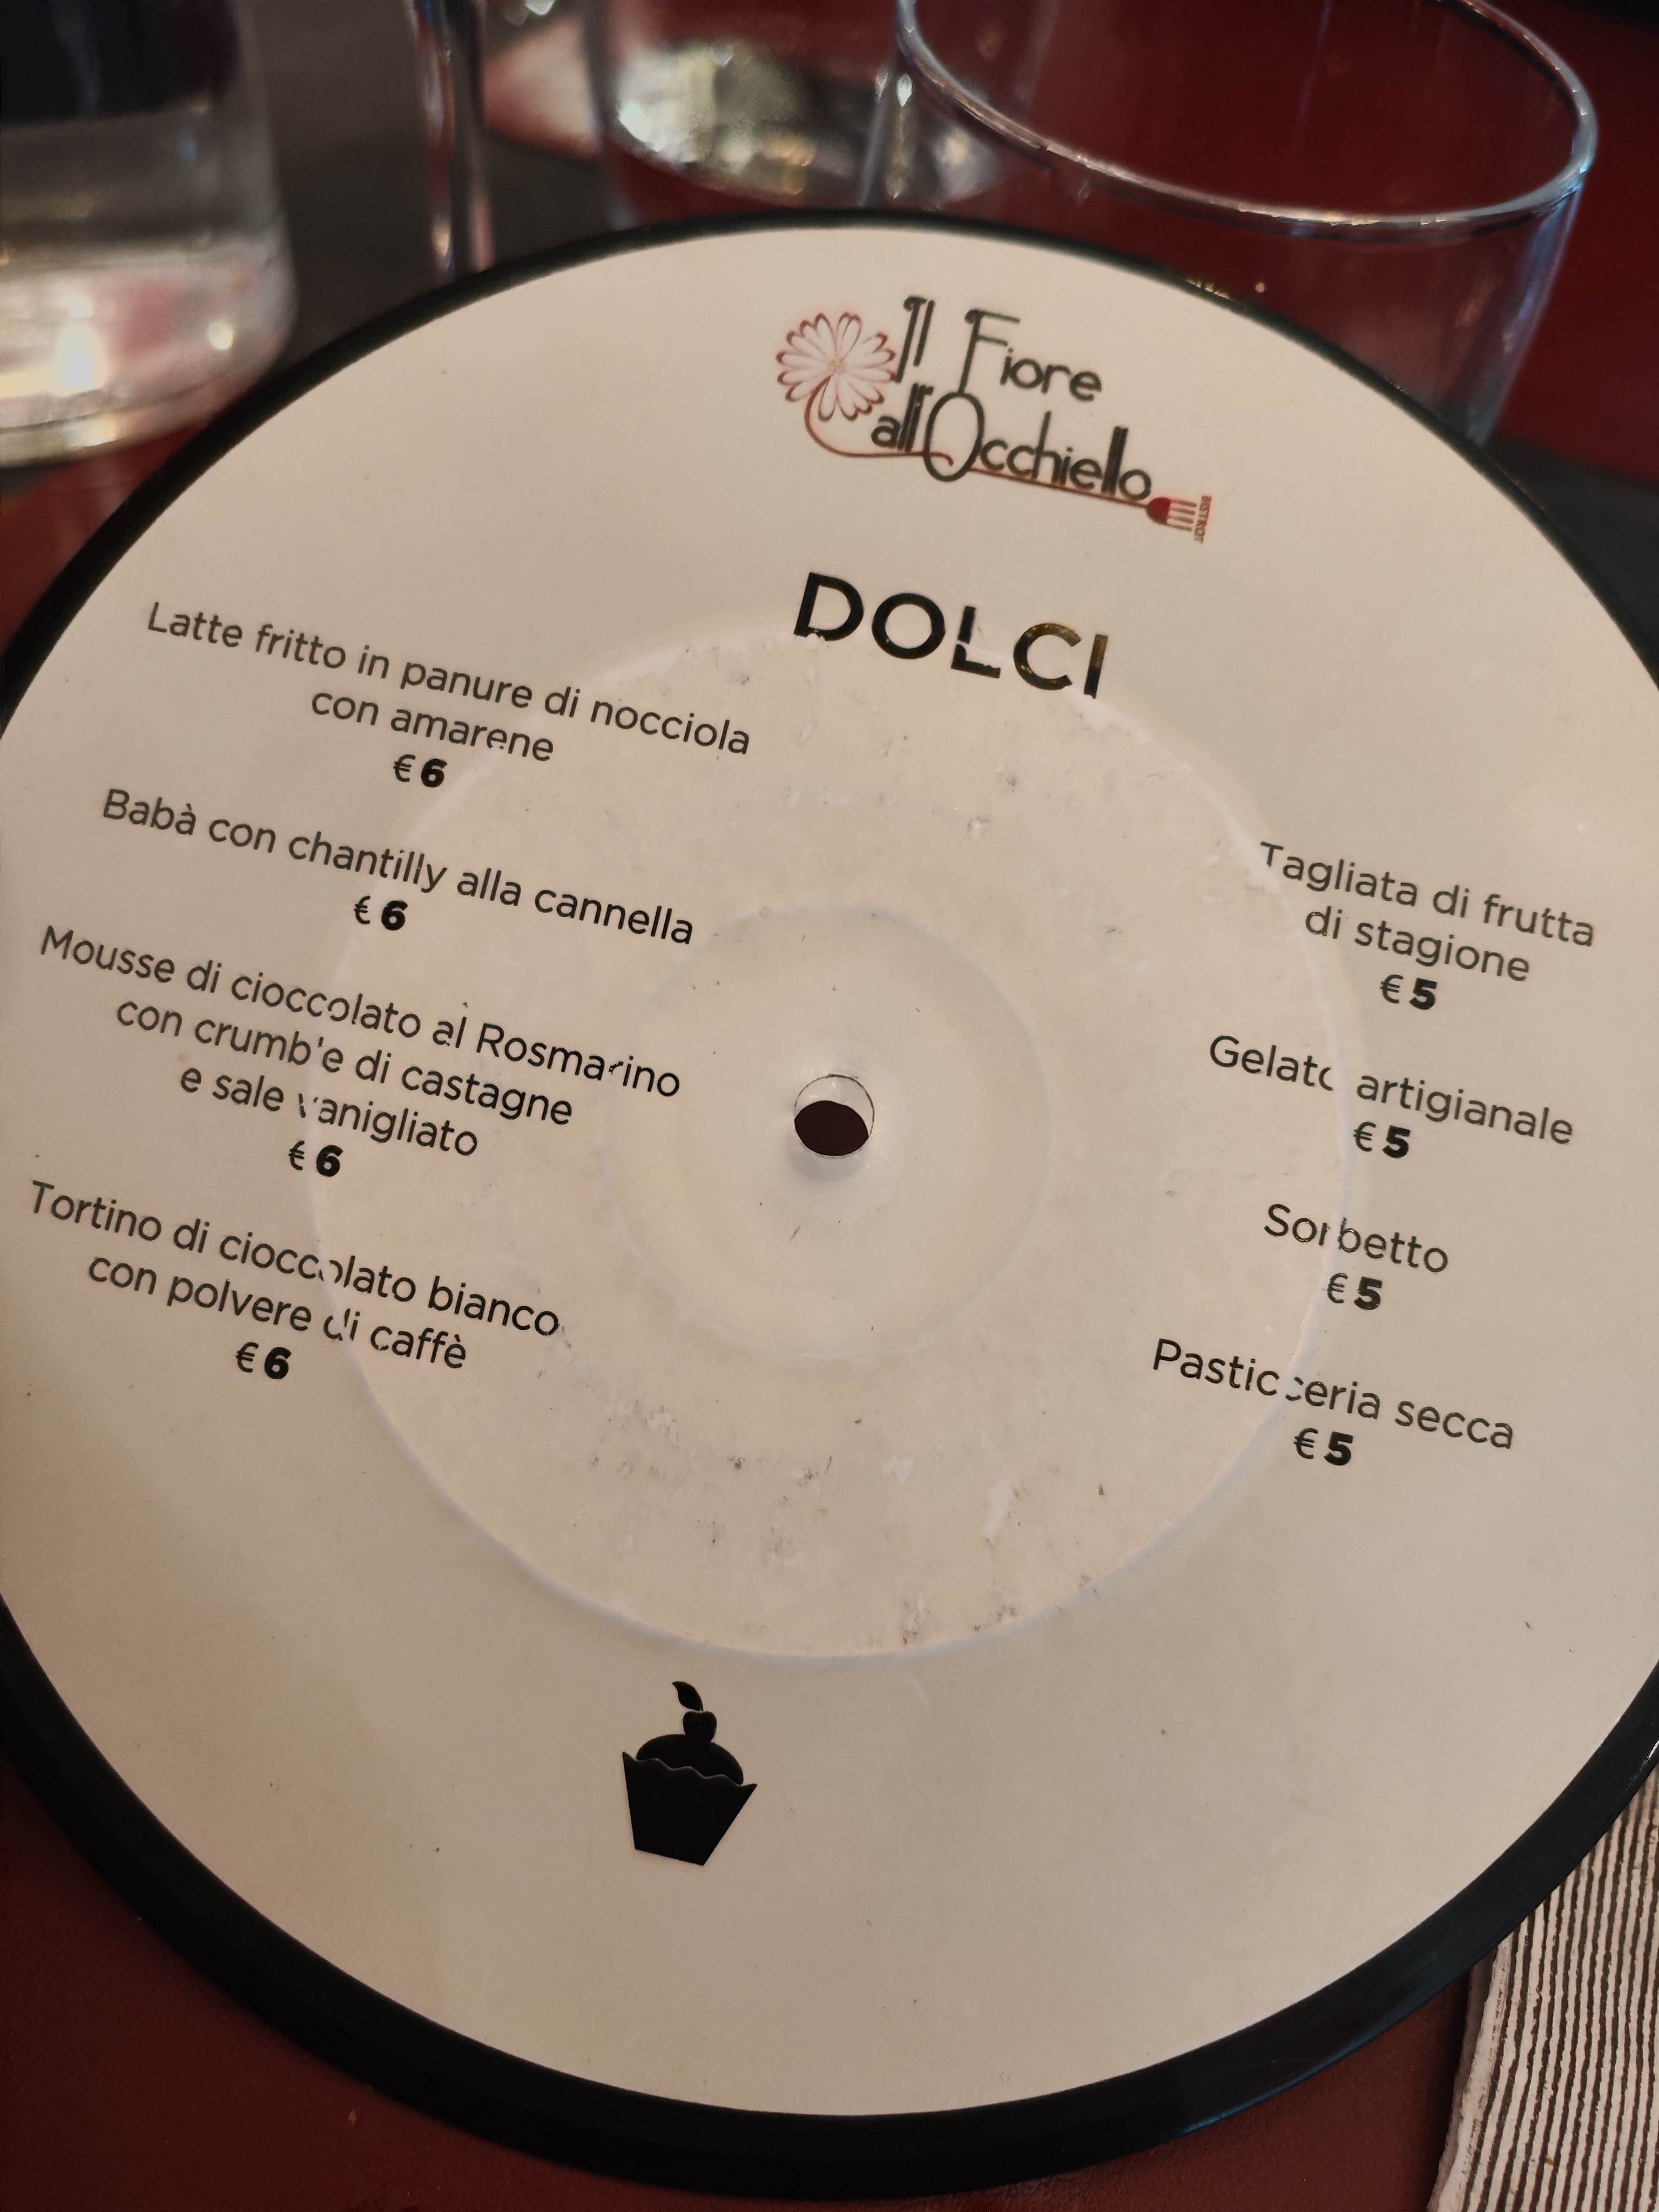 Il Fiore
all'Occhiello
BISTROT
DOLCI
Latte fritto in panure di nocciola
con amarene
€ 6
Babà con chantilly alla cannella
€ 6
Mousse di cioccolato al Rosmarino
con crumble di castagne
e sale vanigliato
€ 6
Tortino di cioccolato bianco
con polvere di caffè
€ 6
Tagliata di frutta
di stagione
€ 5
Gelato artigianale
€ 5
Sorbetto
€ 5
Pasticceria secca
€ 5